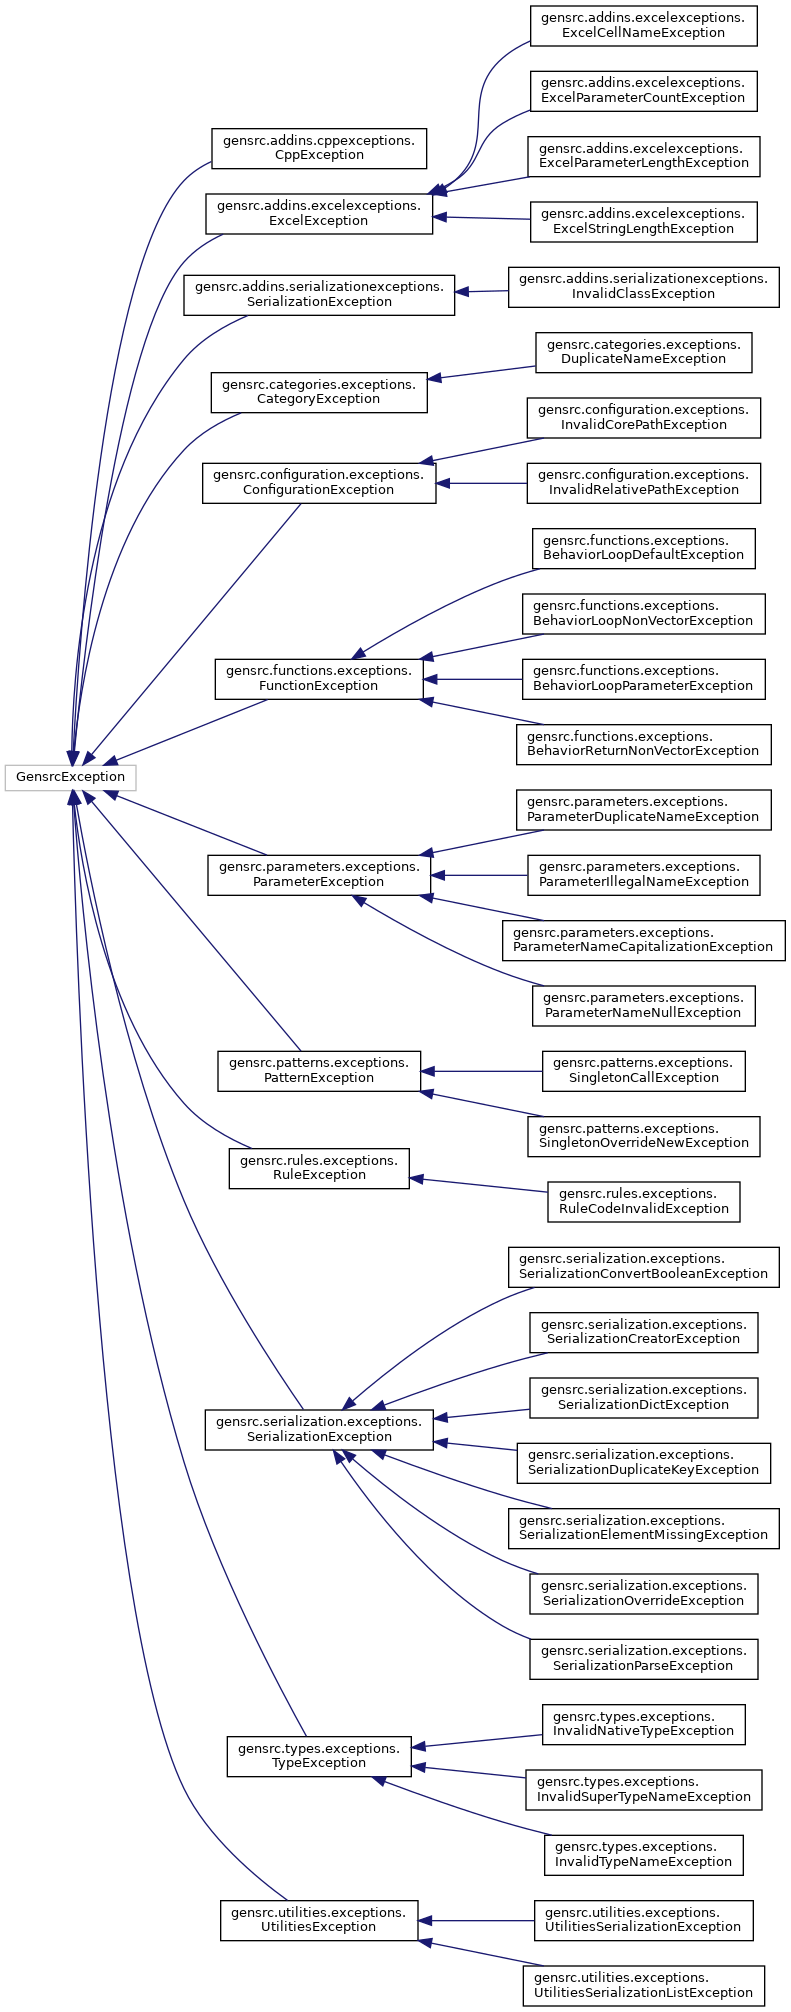 gensrc.addins.excelexceptions.
ExcelCellNameException
gensrc.addins.excelexceptions.
ExcelParameterCountException
gensrc.addins.cppexceptions.
CppException
gensrc.addins.excelexceptions.
ExcelParameterLengthException
gensrc.addins.excelexceptions.
ExcelException
gensrc.addins.excelexceptions.
ExcelStringLengthException
gensrc.addins.serializationexceptions.
SerializationException
gensrc.addins.serializationexceptions.
InvalidClassException
gensrc.categories.exceptions.
DuplicateNameException
gensrc.categories.exceptions.
CategoryException
gensrc.configuration.exceptions.
InvalidCorePathException
gensrc.configuration.exceptions.
ConfigurationException
gensrc.configuration.exceptions.
InvalidRelativePathException
gensrc.functions.exceptions.
BehaviorLoopDefaultException
gensrc.functions.exceptions.
BehaviorLoopNonVectorException
gensrc.functions.exceptions.
FunctionException
gensrc.functions.exceptions.
BehaviorLoopParameterException
gensrc.functions.exceptions.
BehaviorReturnNonVectorException
GensrcException
gensrc.parameters.exceptions.
ParameterDuplicateNameException
gensrc.parameters.exceptions.
ParameterException
gensrc.parameters.exceptions.
ParameterIllegalNameException
gensrc.parameters.exceptions.
ParameterNameCapitalizationException
gensrc.parameters.exceptions.
ParameterNameNullException
gensrc.patterns.exceptions.
PatternException
gensrc.patterns.exceptions.
SingletonCallException
gensrc.patterns.exceptions.
SingletonOverrideNewException
gensrc.rules.exceptions.
RuleException
gensrc.rules.exceptions.
RuleCodeInvalidException
gensrc.serialization.exceptions.
SerializationConvertBooleanException
gensrc.serialization.exceptions.
SerializationCreatorException
gensrc.serialization.exceptions.
SerializationDictException
gensrc.serialization.exceptions.
SerializationException
gensrc.serialization.exceptions.
SerializationDuplicateKeyException
gensrc.serialization.exceptions.
SerializationElementMissingException
gensrc.serialization.exceptions.
SerializationOverrideException
gensrc.serialization.exceptions.
SerializationParseException
gensrc.types.exceptions.
InvalidNativeTypeException
gensrc.types.exceptions.
TypeException
gensrc.types.exceptions.
InvalidSuperTypeNameException
gensrc.types.exceptions.
InvalidTypeNameException
gensrc.utilities.exceptions.
UtilitiesException
gensrc.utilities.exceptions.
UtilitiesSerializationException
gensrc.utilities.exceptions.
UtilitiesSerializationListException